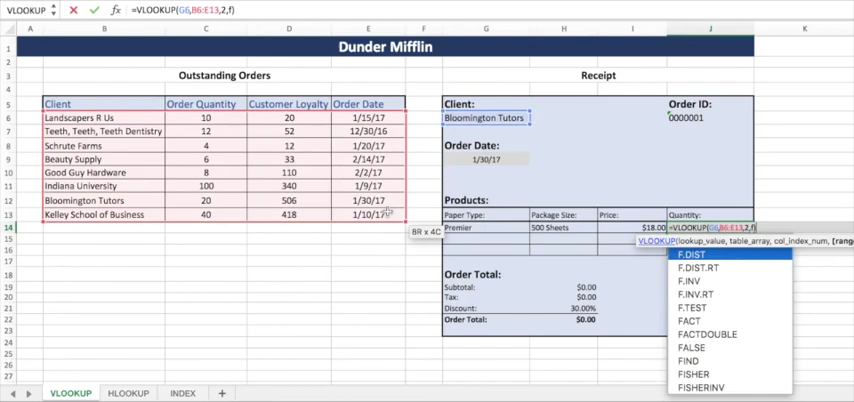 VLOOKUP =VLOOKUP(G6,B6:E13,2,f)
A B C D E F G H I J K
1 Dunder Mifflin
2
3 Outstanding Orders Receipt
4
5 Client Order Quantity Customer Loyalty Order Date Client: Order ID:
6 Landscapers R Us 10 20 1/15/17 Bloomington Tutors 0000001
7 Teeth, Teeth, Teeth Dentistry 12 52 12/30/16
8 Schrute Farms 4 12 1/20/17 Order Date:
9 Beauty Supply 6 33 2/14/17 1/30/17
10 Good Guy Hardware 8 110 2/2/17
11 Indiana University 100 340 1/9/17
12 Bloomington Tutors 20 506 1/30/17 Products:
13 Kelley School of Business 40 418 1/10/17 Paper Type: Package Size: Price: Quantity:
14 8R x 4C Premier 500 Sheets $18.00 =VLOOKUP(G6,B6:E13,2,f)
15 VLOOKUP(lookup_value, table_array, col_index_num, [rang
16 F.DIST
17 F.DIST.RT
18 Order Total: F.INV
19 Subtotal: $0.00 F.INV.RT
20 Tax: $0.00 F.TEST
21 Discount: 30.00% FACT
22 Order Total: $0.00 FACTDOUBLE
23 FALSE
24 FIND
25 FISHER
26 FISHERINV
27
VLOOKUP HLOOKUP INDEX +